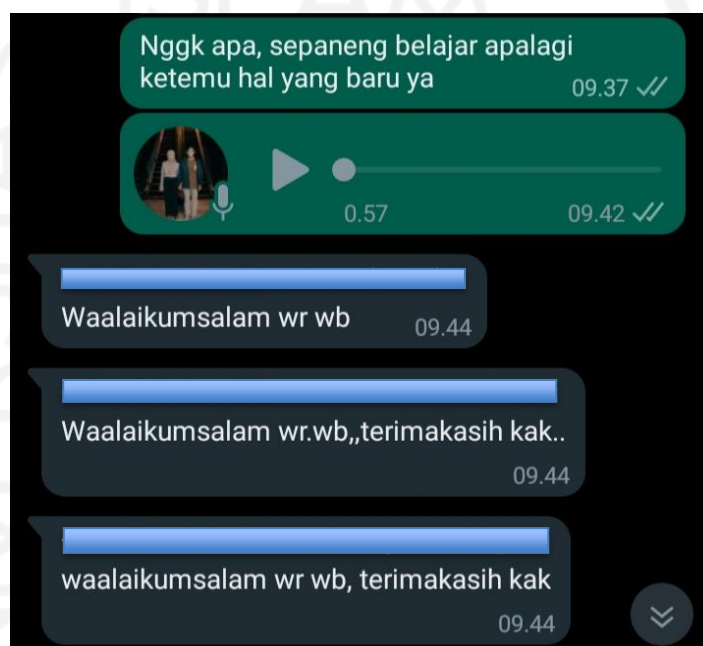 Nggk apa, sepaneng belajar apalagi
ketemu hal yang baru ya
09.37
0.57
09.42
Waalaikumsalam wr wb
09.44
Waalaikumsalam wr.wb,,terimakasih kak..
09.44
waalaikumsalam wr wb, terimakasih kak
09.44